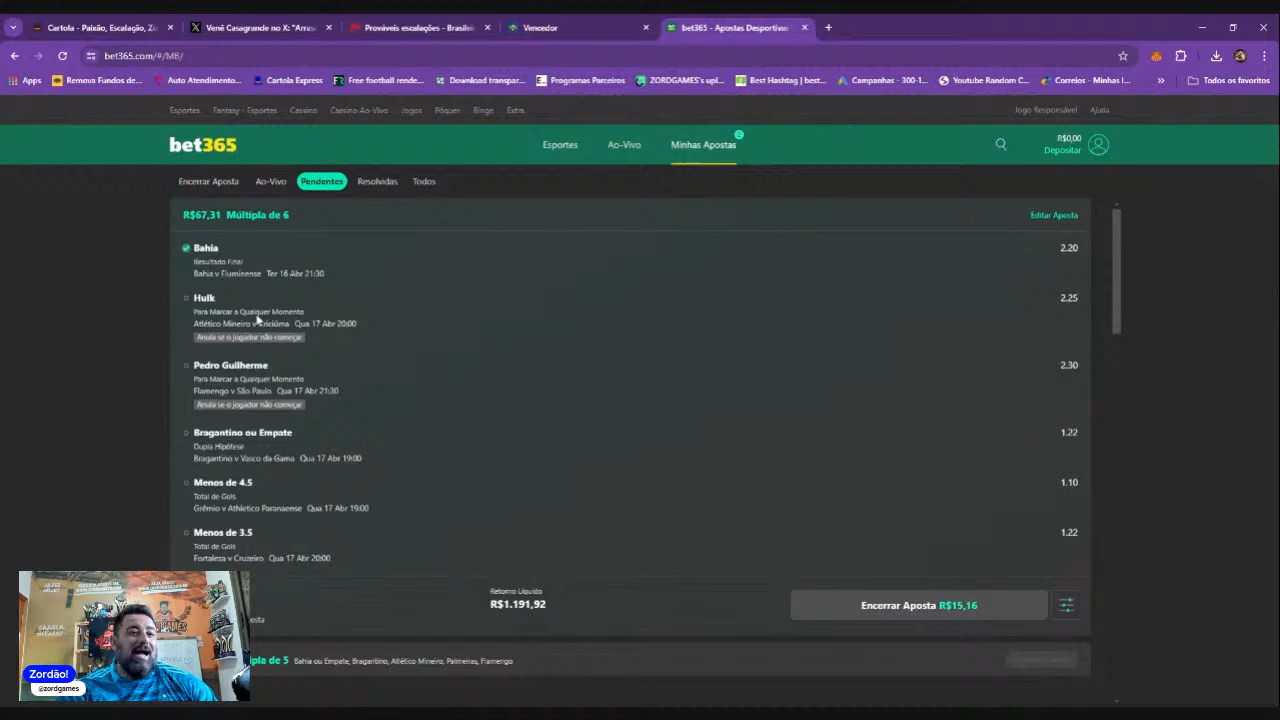 Cartola - Paixão, Escalação, Zo
Venê Casagrande no X: "Arras
Prováveis escalações - Brasilei
Vencedor
bet365 - Apostas Desportivas
bet365.com/#/MB/
Apps
Remova Fundos de...
Auto Atendimento...
Cartola Express
Free football rende...
Download transpar...
Programas Parceiros
ZORDGAMES's upl...
Best Hashtag | best...
Campanhas - 300-1...
Youtube Random C...
Correios - Minhas I...
Todos os favoritos
Esportes Fantasy - Esportes Cassino Cassino Ao-Vivo Jogos Pôquer Bingo Extra
Jogo Responsável Ajuda
bet365
Esportes Ao-Vivo Minhas Apostas
R$0,00
Depositar
Encerrar Aposta Ao-Vivo Pendentes Resolvidas Todos
R$67,31 Múltipla de 6
Editar Aposta
Bahia 2.20
Resultado Final
Bahia v Fluminense Ter 16 Abr 21:30
Hulk 2.25
Para Marcar a Qualquer Momento
Atlético Mineiro v Criciúma Qua 17 Abr 20:00
Anula se o jogador não começar
Pedro Guilherme 2.30
Para Marcar a Qualquer Momento
Flamengo v São Paulo Qua 17 Abr 21:30
Anula se o jogador não começar
Bragantino ou Empate 1.22
Dupla Hipótese
Bragantino v Vasco da Gama Qua 17 Abr 19:00
Menos de 4.5 1.10
Total de Gols
Grêmio v Athletico Paranaense Qua 17 Abr 19:00
Menos de 3.5 1.22
Total de Gols
Fortaleza v Cruzeiro Qua 17 Abr 20:00
Retorno Líquido
R$1.191,92
Encerrar Aposta R$15,16
osta
pla de 5 Bahia ou Empate, Bragantino, Atlético Mineiro, Palmeiras, Flamengo
Zordão!
@zordgames